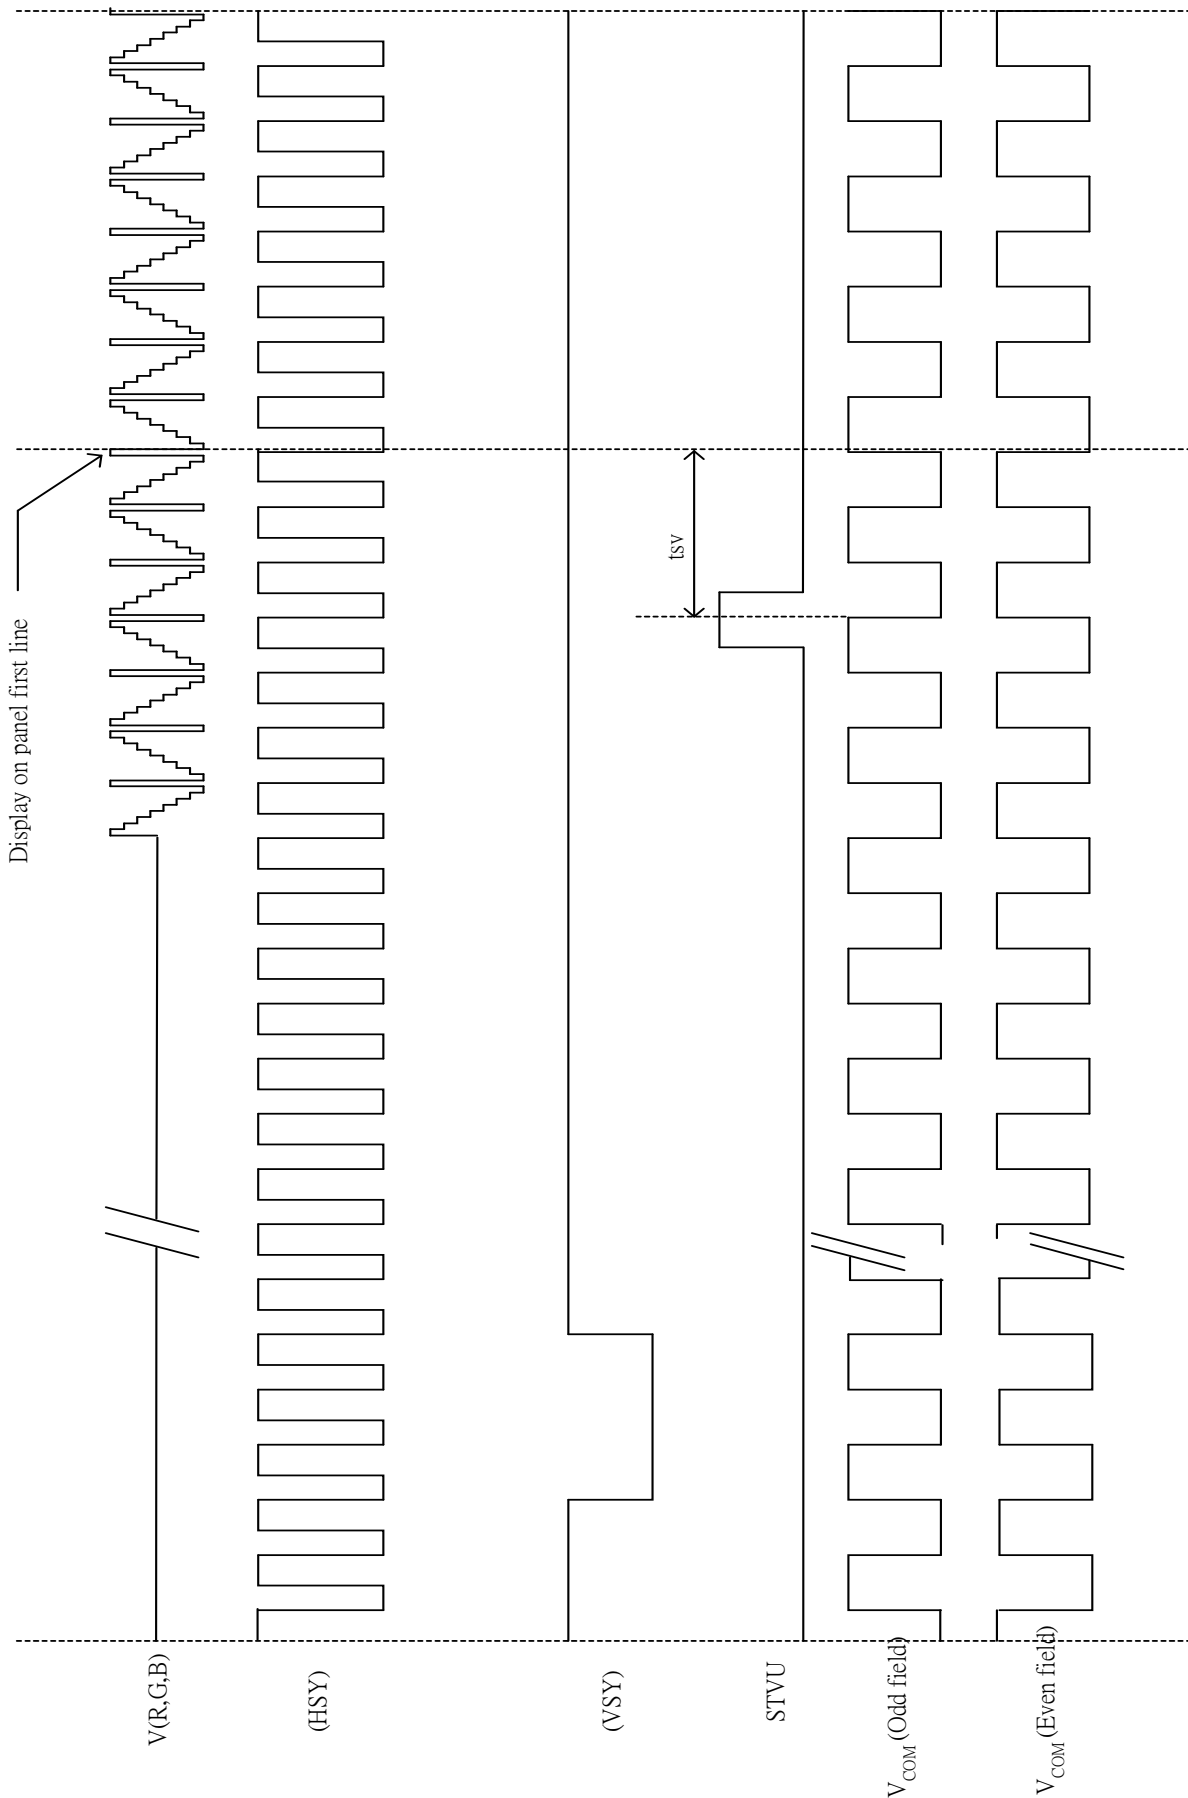 Display on panel first line
tsv
V(R,G,B)
(HSY)
(VSY)
STVU
VCOM (Odd field)
VCOM (Even field)